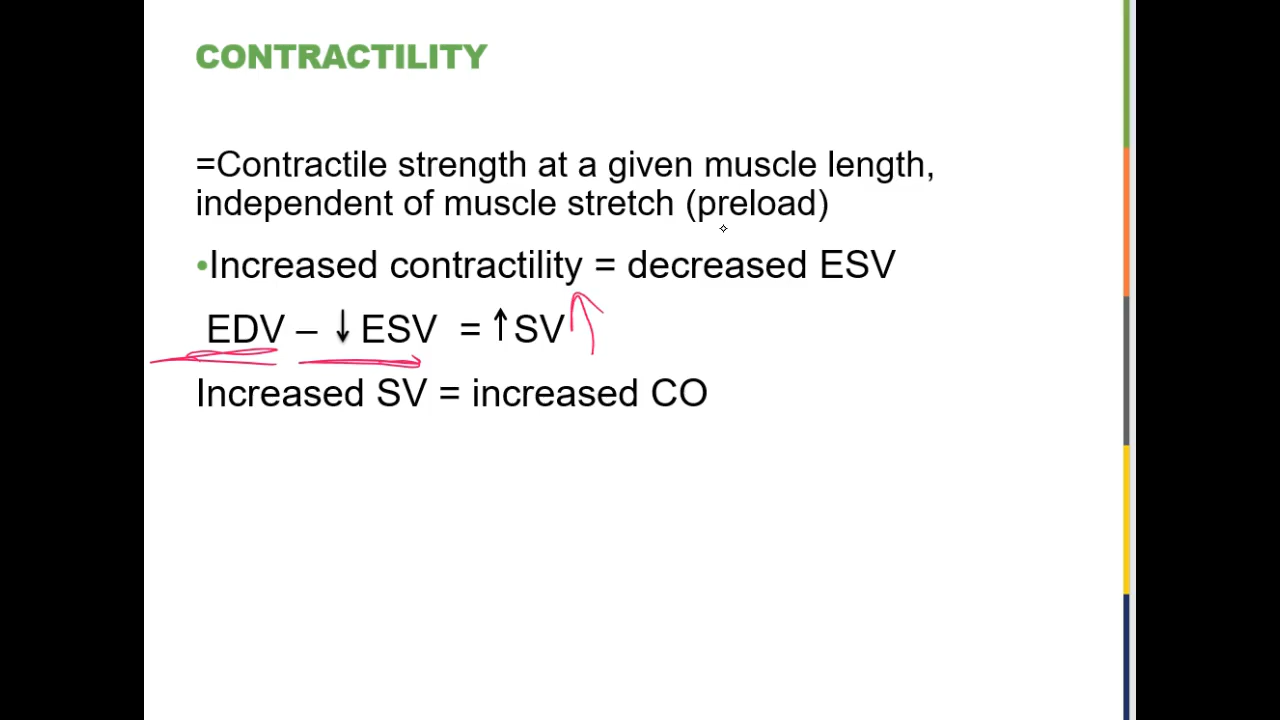 CONTRACTILITY
=Contractile strength at a given muscle length,
independent of muscle stretch (preload)
•Increased contractility = decreased ESV
EDV – ↓ ESV = ↑ SV
Increased SV = increased CO